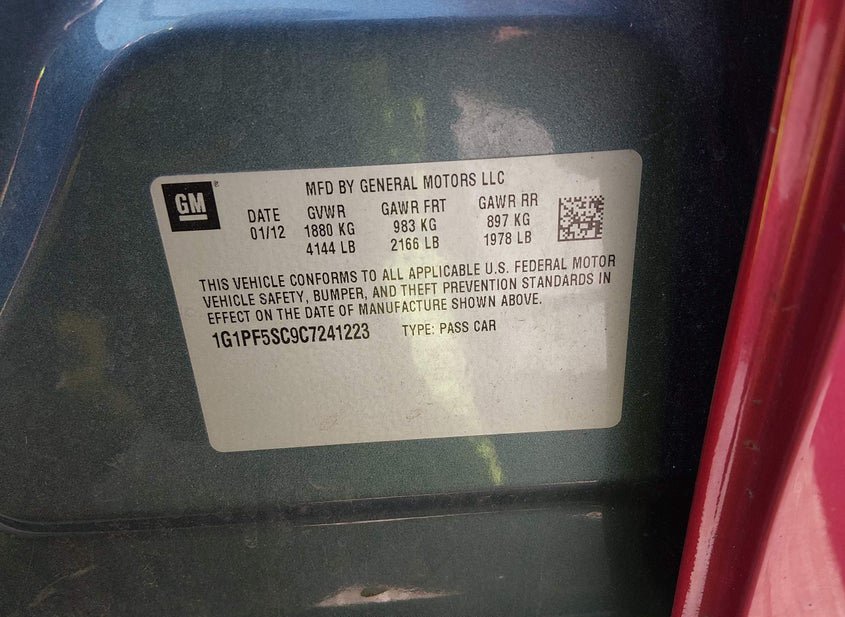 GM
MFD BY GENERAL MOTORS LLC
DATE GVWR GAWR FRT GAWR RR
01/12 1880 KG 983 KG 897 KG
4144 LB 2166 LB 1978 LB
THIS VEHICLE CONFORMS TO ALL APPLICABLE U.S. FEDERAL MOTOR
VEHICLE SAFETY, BUMPER, AND THEFT PREVENTION STANDARDS IN
EFFECT ON THE DATE OF MANUFACTURE SHOWN ABOVE.
1G1PF5SC9C7241223 TYPE: PASS CAR